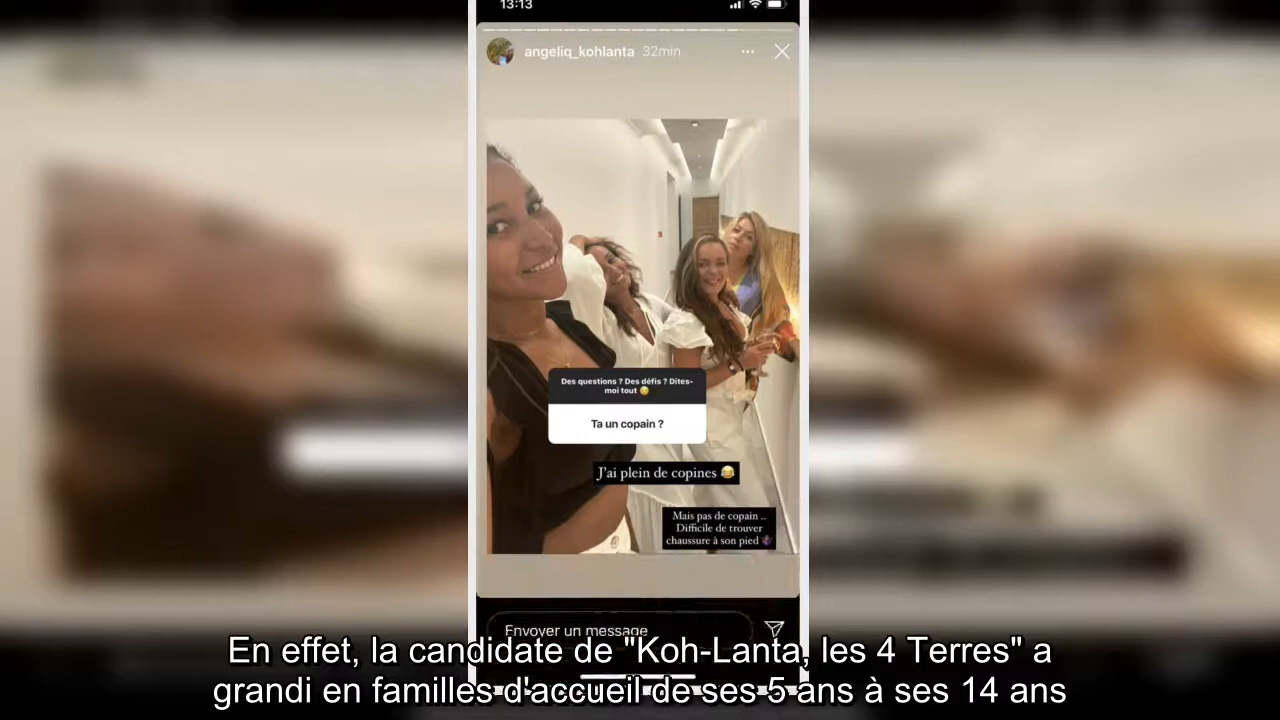 13:13
angeliq_kohlanta 32min
Des questions ? Des défis ? Dites-
moi tout 😉
Ta un copain ?
J'ai plein de copines 😂
Mais pas de copain ..
Difficile de trouver
chaussure à son pied
Envoyer un message
En effet, la candidate de "Koh-Lanta, les 4 Terres" a
grandi en familles d'accueil de ses 5 ans à ses 14 ans